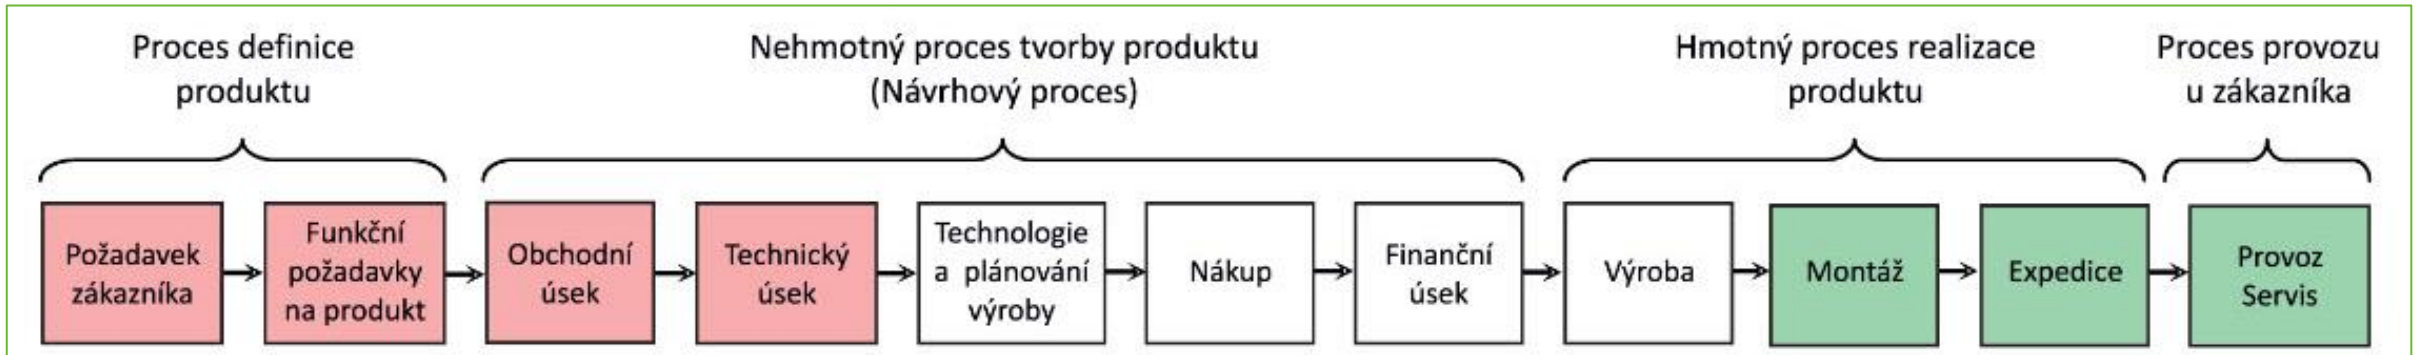 Proces definice
produktu
Nehmotný proces tvorby produktu
(Návrhový proces)
Hmotný proces realizace
produktu
Proces provozu
u zákazníka
Požadavek
zákazníka
Funkční
požadavky
na produkt
Obchodní
úsek
Technický
úsek
Technologie
a plánování
výroby
Nákup
Finanční
úsek
Výroba
Montáž
Expedice
Provoz
Servis